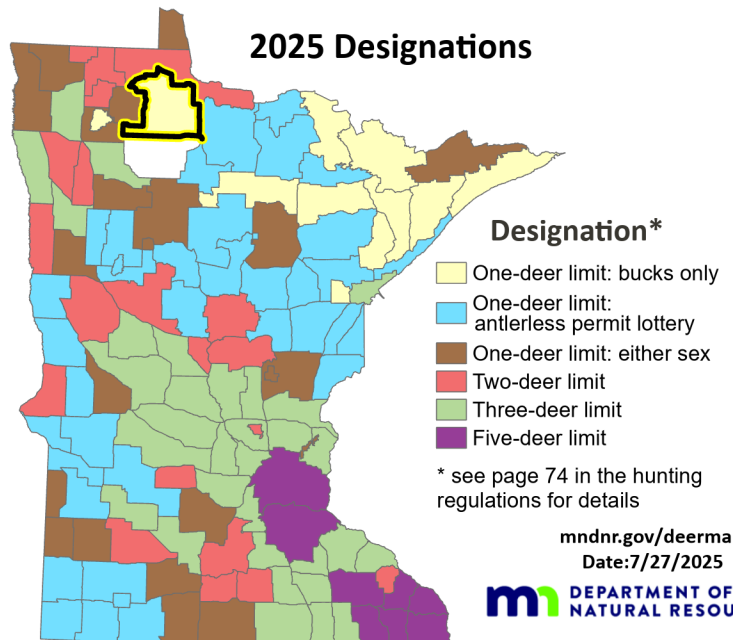 2025 Designations
Designation*
One-deer limit: bucks only
One-deer limit:
antlerless permit lottery
One-deer limit: either sex
Two-deer limit
Three-deer limit
Five-deer limit
* see page 74 in the hunting
regulations for details
mndnr.gov/deerma
Date:7/27/2025
mn DEPARTMENT OF
NATURAL RESOU